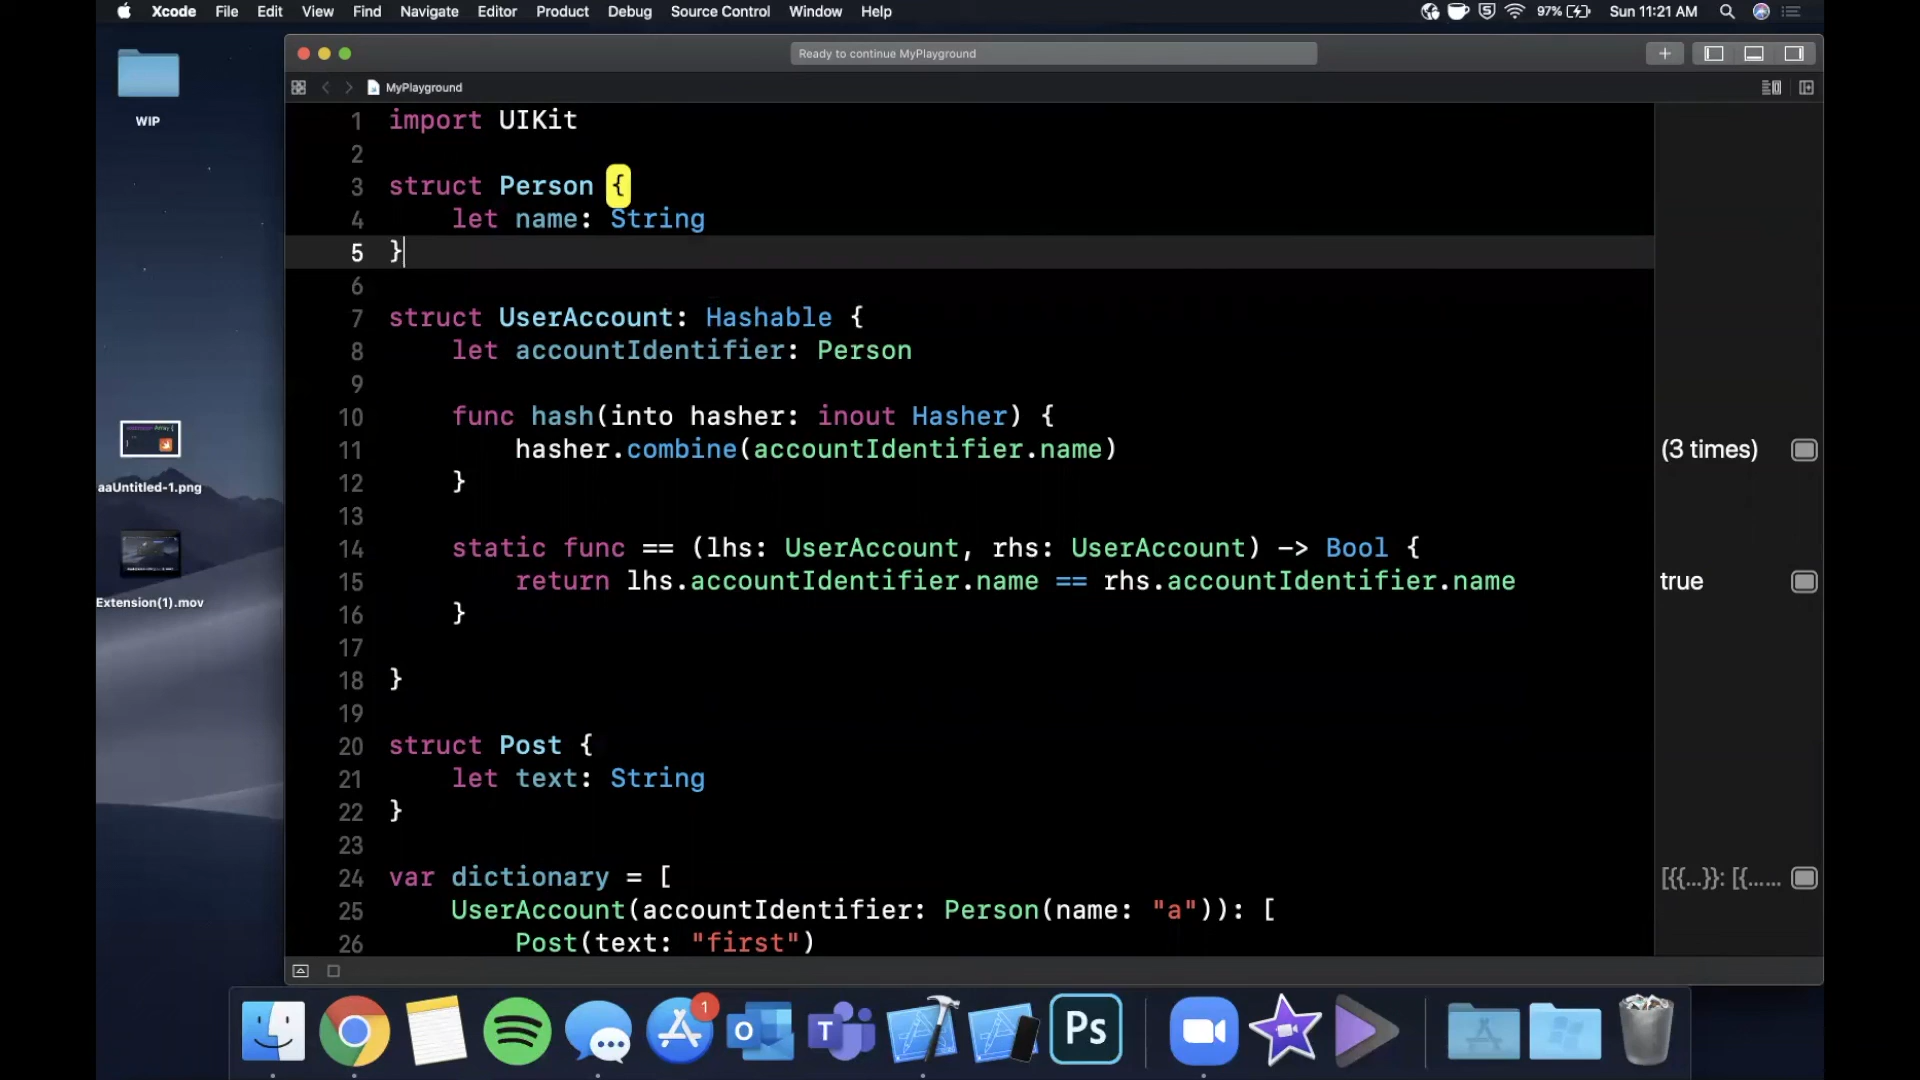 Xcode File Edit View Find Navigate Editor Product Debug Source Control Window Help 97% Sun 11:21 AM
Ready to continue MyPlayground
MyPlayground
WIP
aaUntitled-1.png
Extension(1).mov
1 import UIKit
2
3 struct Person {
4 let name: String
5 }
6
7 struct UserAccount: Hashable {
8 let accountIdentifier: Person
9
10 func hash(into hasher: inout Hasher) {
11 hasher.combine(accountIdentifier.name) (3 times)
12 }
13
14 static func == (lhs: UserAccount, rhs: UserAccount) -> Bool {
15 return lhs.accountIdentifier.name == rhs.accountIdentifier.name true
16 }
17
18 }
19
20 struct Post {
21 let text: String
22 }
23
24 var dictionary = [ [{{...}}: [{......
25 UserAccount(accountIdentifier: Person(name: "a")): [
26 Post(text: "first")
1
Ps